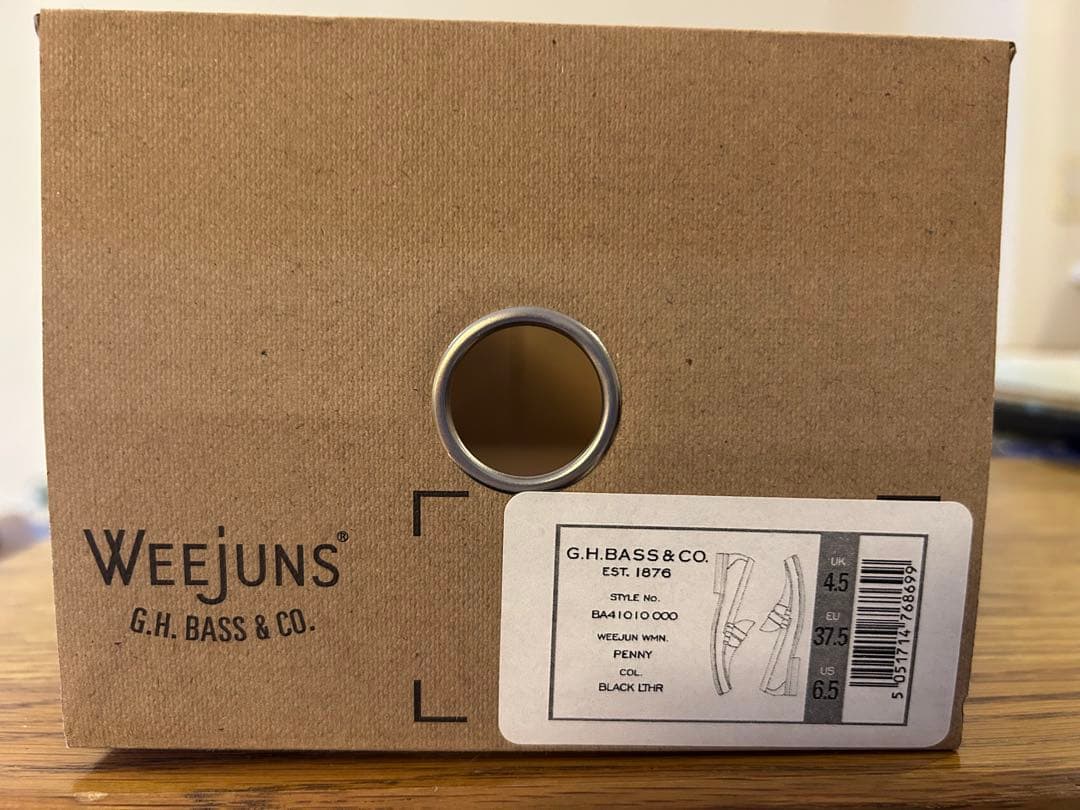 WEEJUNS®
G.H. BASS & CO.
G.H.BASS & CO.
EST. 1876
STYLE No.
BA41010 000
WEEJUN WMN.
PENNY
COL.
BLACK LTHR
UK
4.5
EU
37.5
US
6.5
5 051714 768699